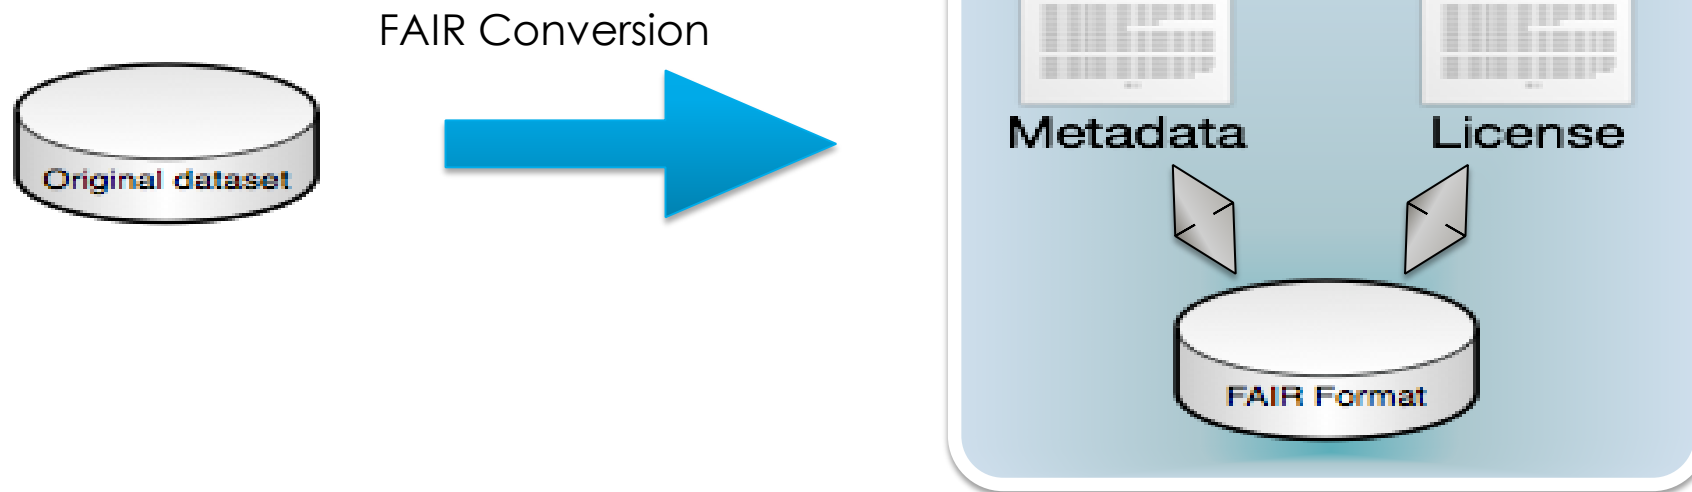 FAIR Conversion
Original dataset
Metadata
License
FAIR Format